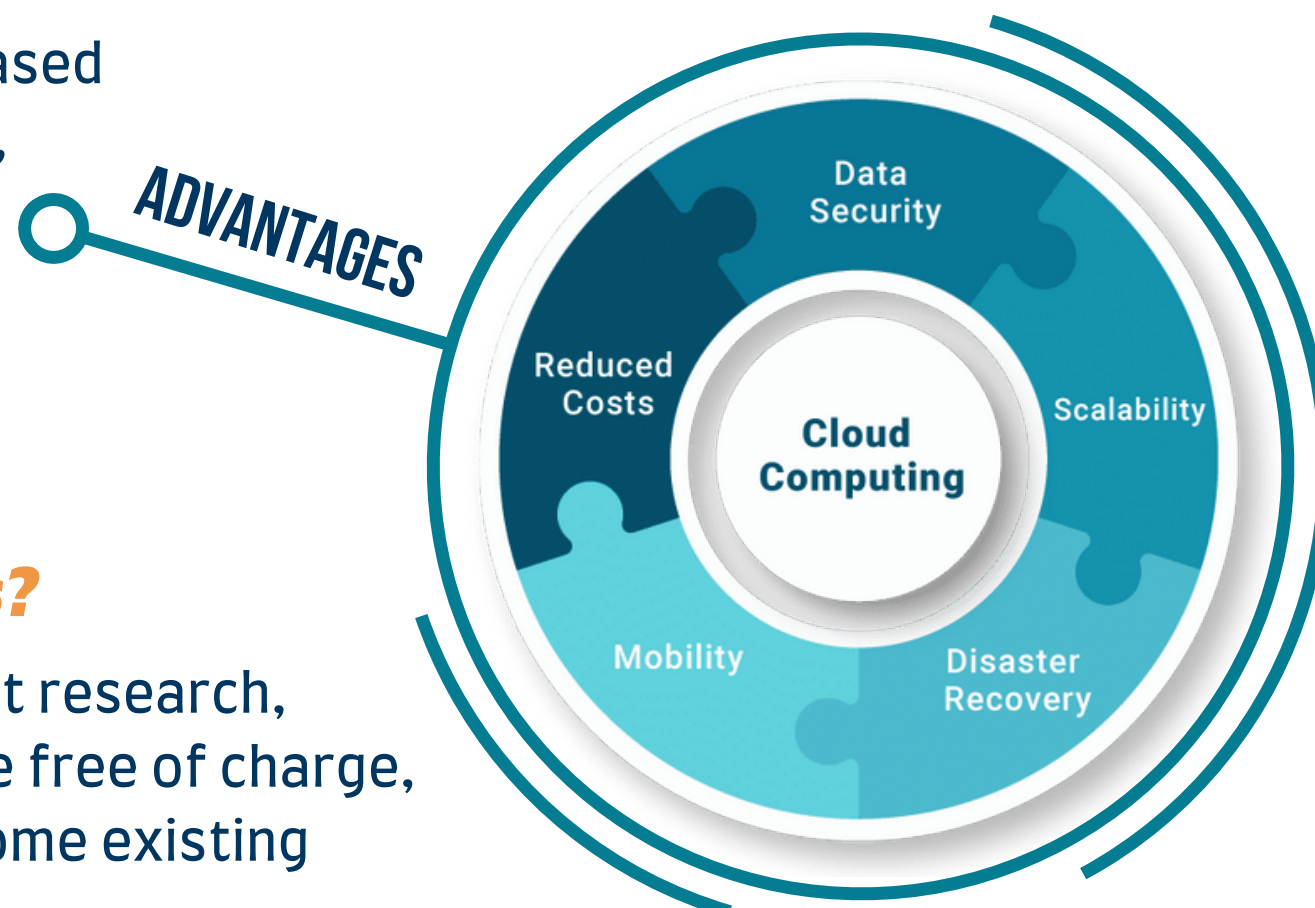 ased
,
ADVANTAGES
Data
Security
Reduced
Costs
Scalability
Cloud
Computing
Mobility
Disaster
Recovery
s?
t research,
e free of charge,
ome existing